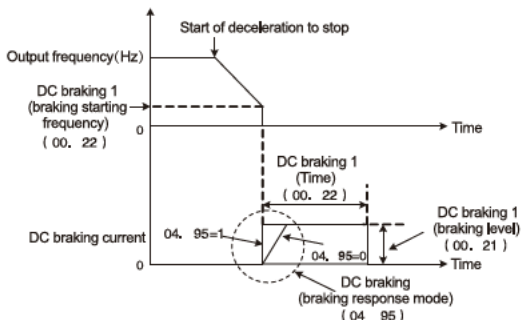 Start of deceleration to stop
Output frequency(Hz)
DC braking 1
(braking starting
frequency)
( 00. 22 )
0
Time
DC braking 1
(Time)
( 00. 22 )
DC braking 1
(braking level)
( 00. 21 )
DC braking current
04. 95=1
04. 95=0
0
Time
DC braking
(braking response mode)
( 04 95 )